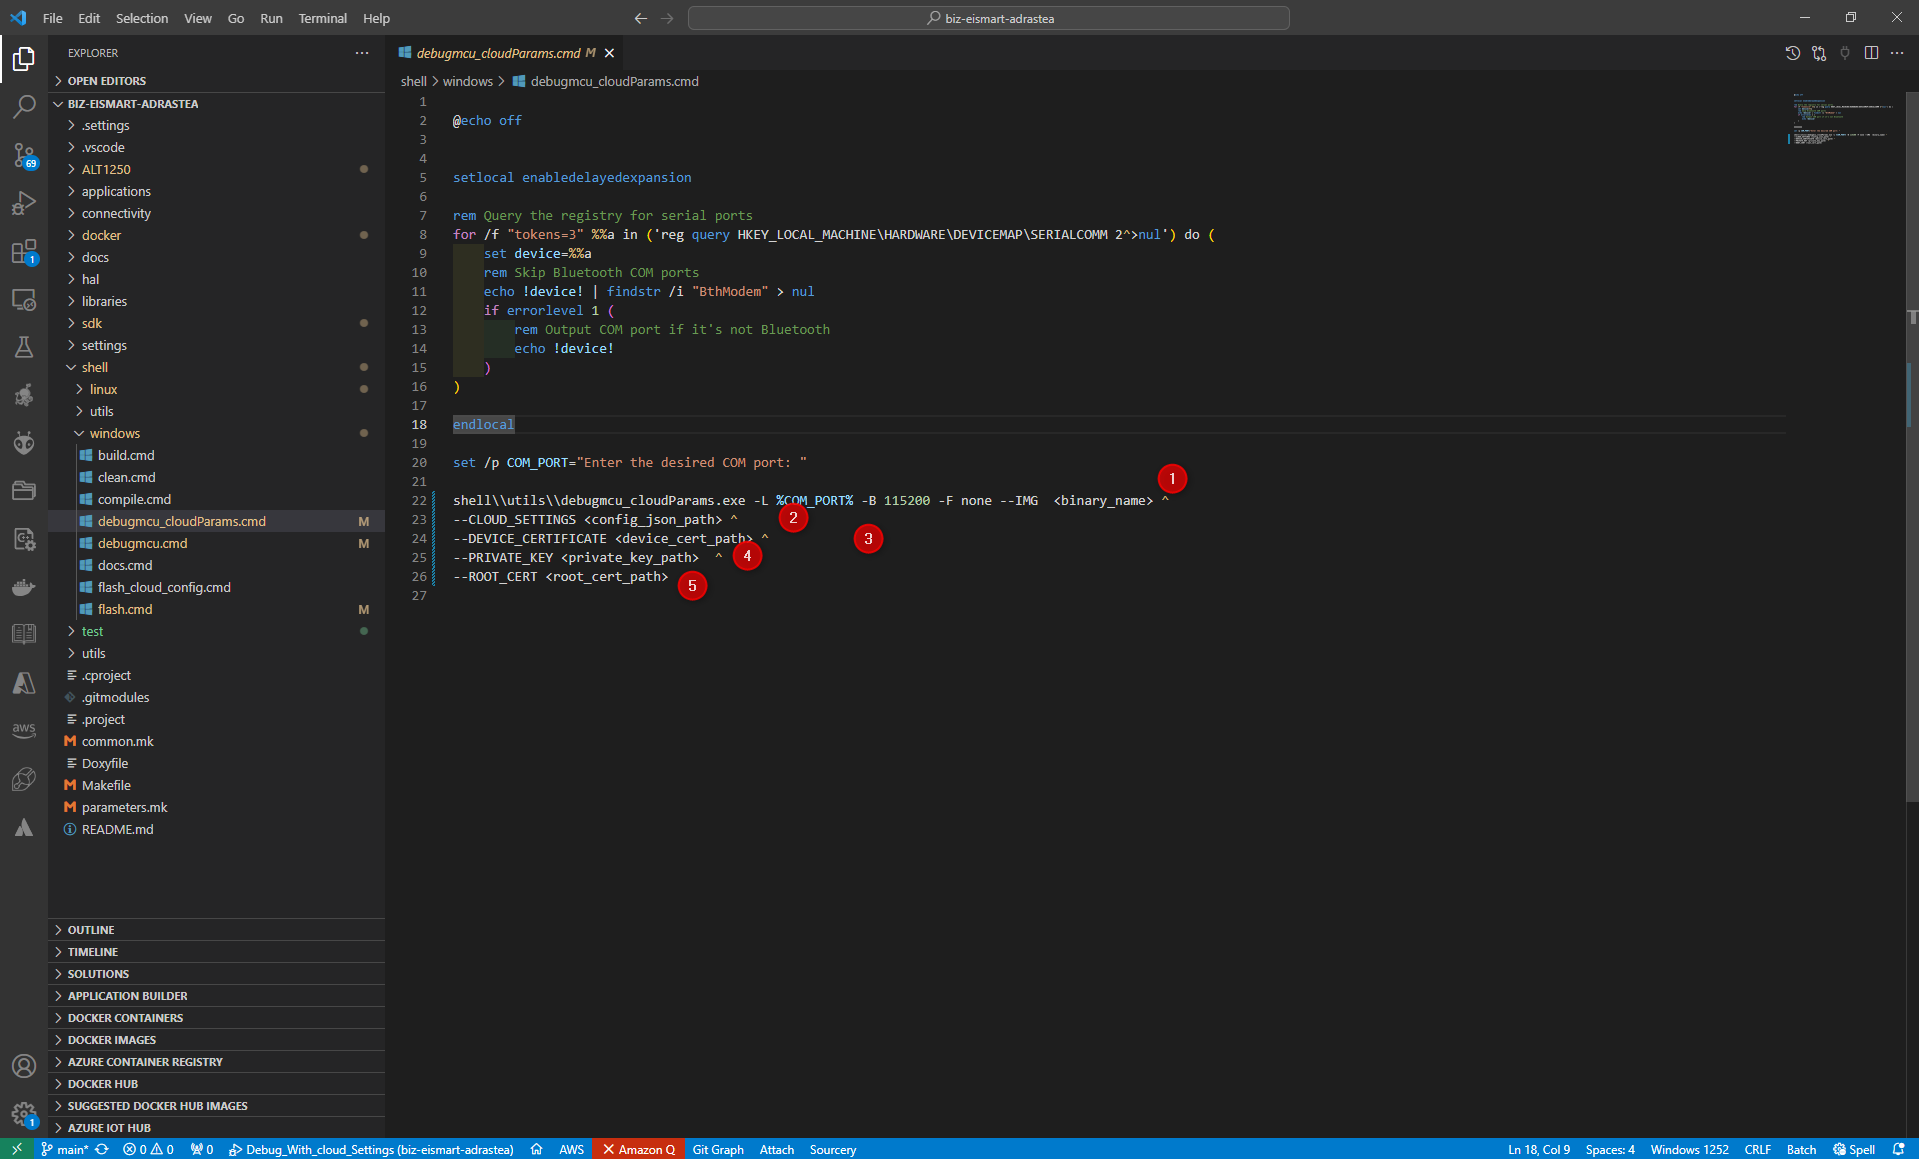 File Edit Selection View Go Run Terminal Help
biz-eismart-adrastea
EXPLORER
OPEN EDITORS
BIZ-EISMART-ADRASTEA
.settings
.vscode
ALT1250
applications
connectivity
docker
docs
hal
libraries
sdk
settings
shell
linux
utils
windows
build.cmd
clean.cmd
compile.cmd
debugmcu_cloudParams.cmd M
debugmcu.cmd M
docs.cmd
flash_cloud_config.cmd
flash.cmd M
test
utils
.cproject
.gitmodules
.project
common.mk
Doxyfile
Makefile
parameters.mk
README.md
OUTLINE
TIMELINE
SOLUTIONS
APPLICATION BUILDER
DOCKER CONTAINERS
DOCKER IMAGES
AZURE CONTAINER REGISTRY
DOCKER HUB
SUGGESTED DOCKER HUB IMAGES
AZURE IOT HUB
69
1
aws
1
debugmcu_cloudParams.cmd M
shell > windows > debugmcu_cloudParams.cmd
1
2 @echo off
3
4
5 setlocal enabledelayedexpansion
6
7 rem Query the registry for serial ports
8 for /f "tokens=3" %%a in ('reg query HKEY_LOCAL_MACHINE\HARDWARE\DEVICEMAP\SERIALCOMM 2^>nul') do (
9 set device=%%a
10 rem Skip Bluetooth COM ports
11 echo !device! | findstr /i "BthModem" > nul
12 if errorlevel 1 (
13 rem Output COM port if it's not Bluetooth
14 echo !device!
15 )
16 )
17
18 endlocal
19
20 set /p COM_PORT="Enter the desired COM port: "
21
22 shell\\utils\\debugmcu_cloudParams.exe -L %COM_PORT% -B 115200 -F none --IMG  <binary_name> ^ 1
23 --CLOUD_SETTINGS <config_json_path> ^ 2
24 --DEVICE_CERTIFICATE <device_cert_path> ^ 3
25 --PRIVATE_KEY <private_key_path>  ^ 4
26 --ROOT_CERT <root_cert_path> 5
27
main* 0 0 0 Debug_With_cloud_Settings (biz-eismart-adrastea) AWS Amazon Q Git Graph Attach Sourcery Ln 18, Col 9 Spaces: 4 Windows 1252 CRLF Batch Spell